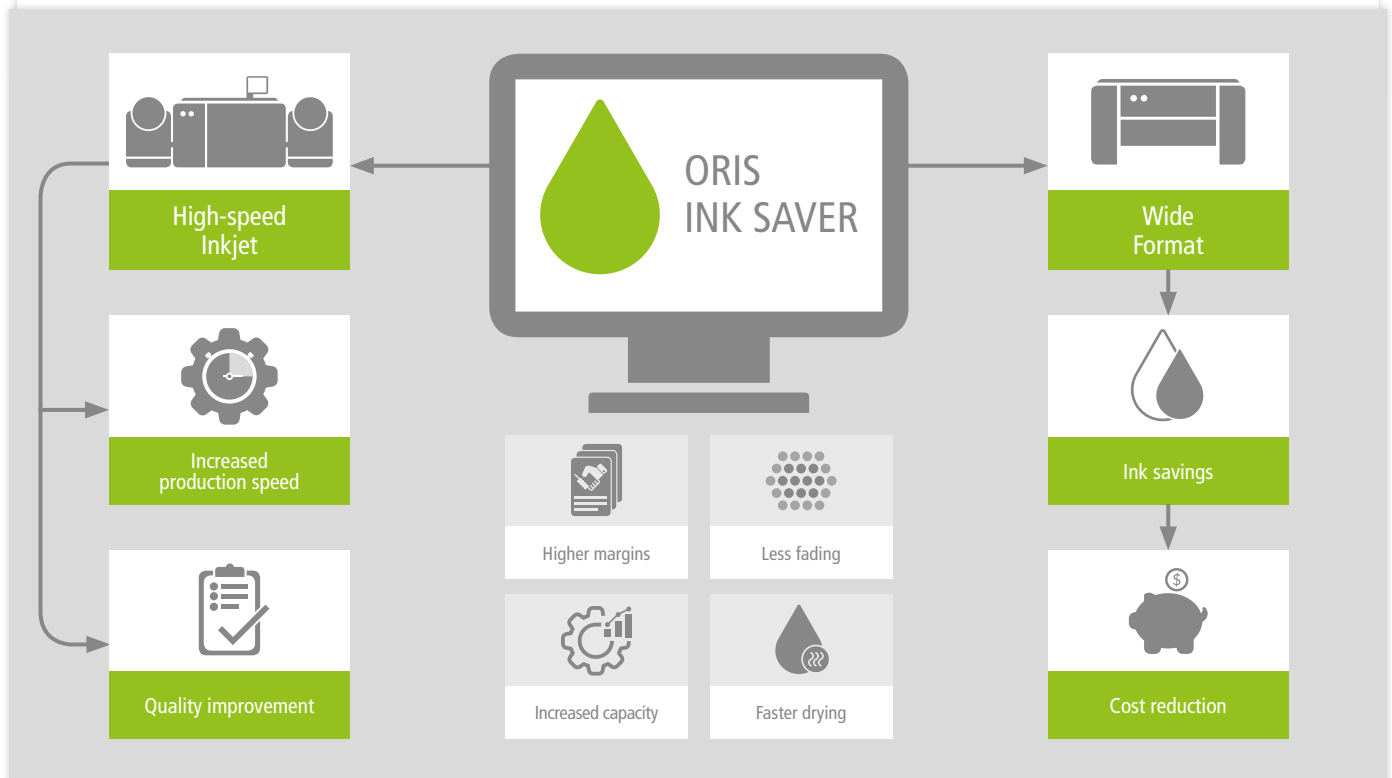 ORIS
INK SAVER
High-speed
Inkjet
Wide
Format
Increased
production speed
Ink savings
Higher margins
Less fading
Quality improvement
Increased capacity
Faster drying
$
Cost reduction